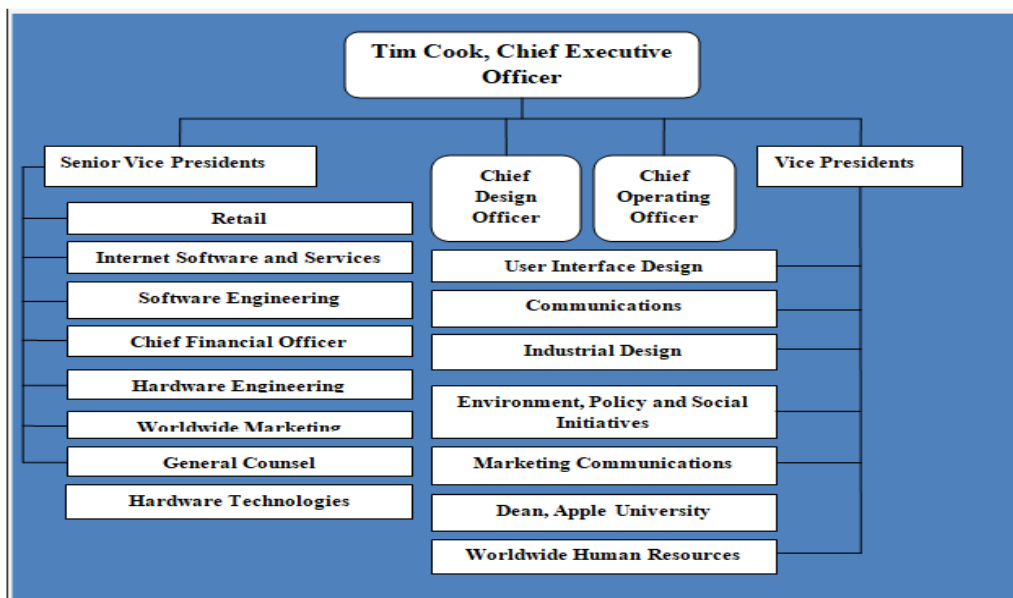 Tim Cook, Chief Executive
Officer
Senior Vice Presidents
Chief
Design
Officer
Chief
Operating
Officer
Vice Presidents
Retail
Internet Software and Services
Software Engineering
Chief Financial Officer
Hardware Engineering
Worldwide Marketing
General Counsel
Hardware Technologies
User Interface Design
Communications
Industrial Design
Environment, Policy and Social
Initiatives
Marketing Communications
Dean, Apple University
Worldwide Human Resources